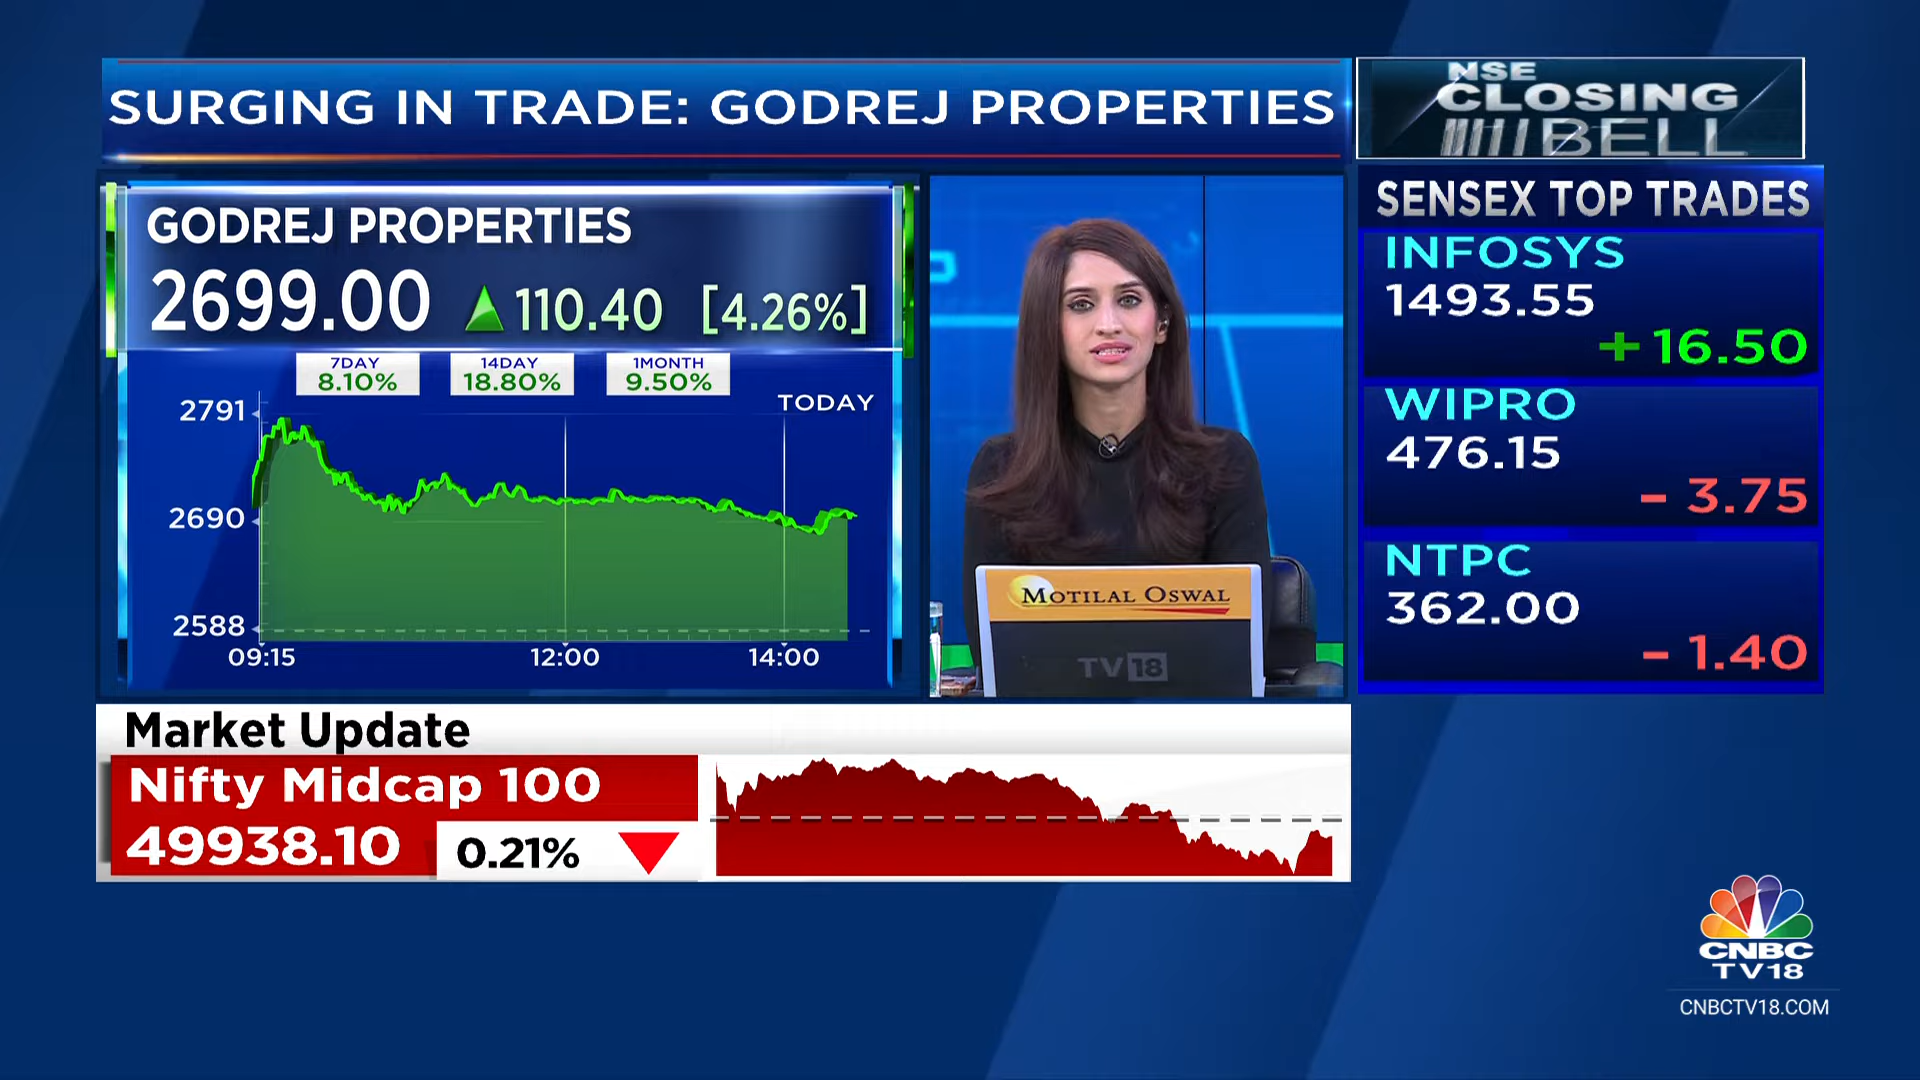 SURGING IN TRADE: GODREJ PROPERTIES
NSE
CLOSING
BELL
GODREJ PROPERTIES
2699.00 ▲ 110.40 [4.26%]
7DAY
8.10%
14DAY
18.80%
1MONTH
9.50%
TODAY
2791
2690
2588
09:15 12:00 14:00
MOTILAL OSWAL
TV18
SENSEX TOP TRADES
INFOSYS
1493.55
+ 16.50
WIPRO
476.15
- 3.75
NTPC
362.00
- 1.40
Market Update
Nifty Midcap 100
49938.10 0.21% ▼
CNBC
TV18
CNBCTV18.COM